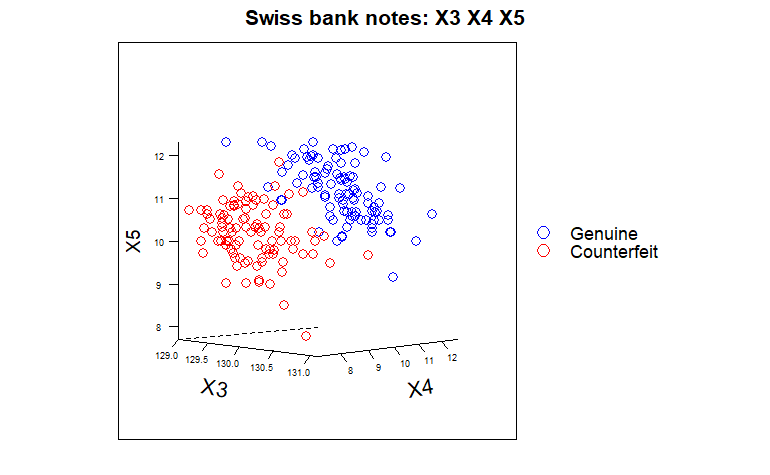 Swiss bank notes: X3 X4 X5
12
11
10
9
8
X5
129.0 129.5 130.0 130.5 131.0
X3
8 9 10 11 12
X4
Genuine
Counterfeit